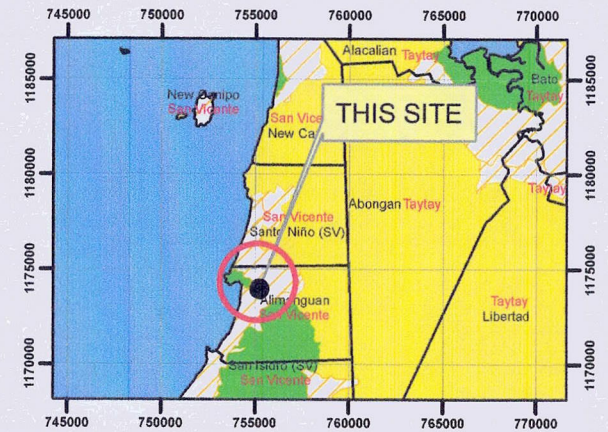 745000 750000 755000 760000 765000 770000
1185000 1180000 1175000 1170000
Alacalian Taytay
Bato
Taytay
New Canipo
San Vicente
THIS SITE
San Vice
New Ca
Taytay
Abongan Taytay
San Vicente
Santo Niño (SV)
Alimanguan
San Vicente
Taytay
Libertad
San Isidro (SV)
San Vicente
1185000 1180000 1175000 1170000
745000 750000 755000 760000 765000 770000